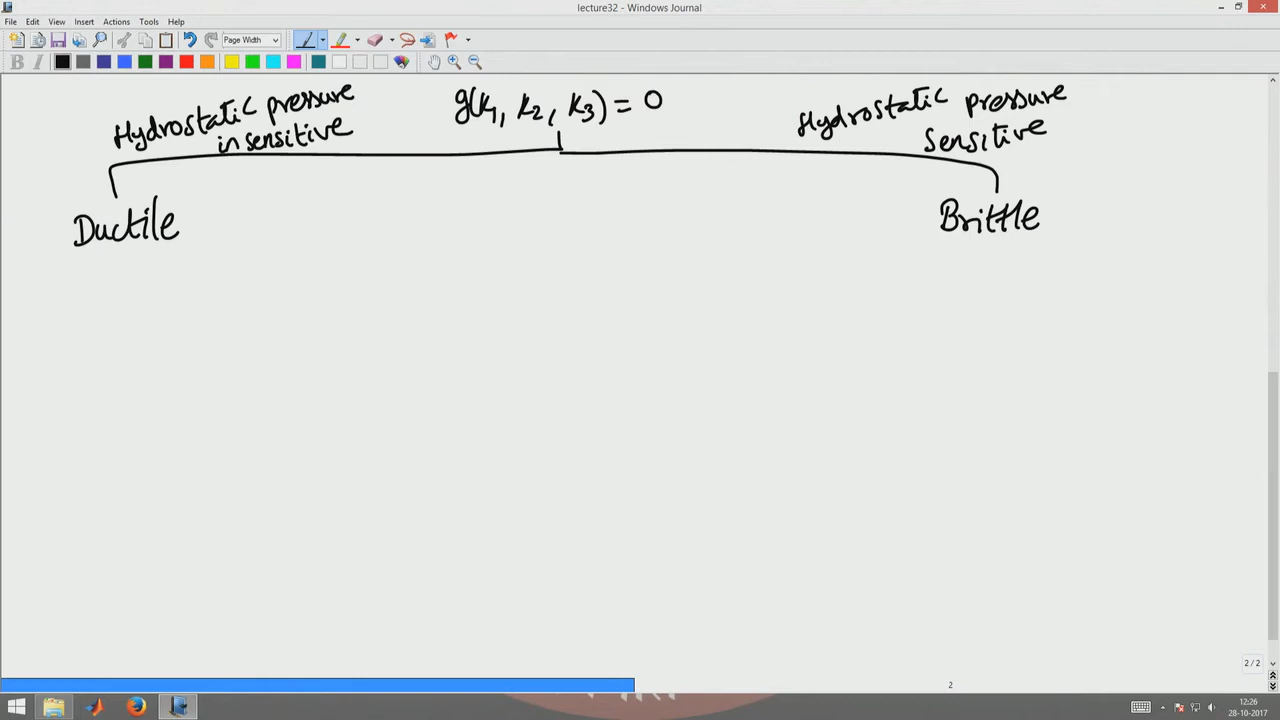 lecture32 - Windows Journal
File Edit View Insert Actions Tools Help
Page Width
B I
Hydrostatic pressure
insensitive
g(K1, K2, K3) = 0
Hydrostatic pressure
Sensitive
Ductile
Brittle
2 / 2
2
12:26
28-10-2017